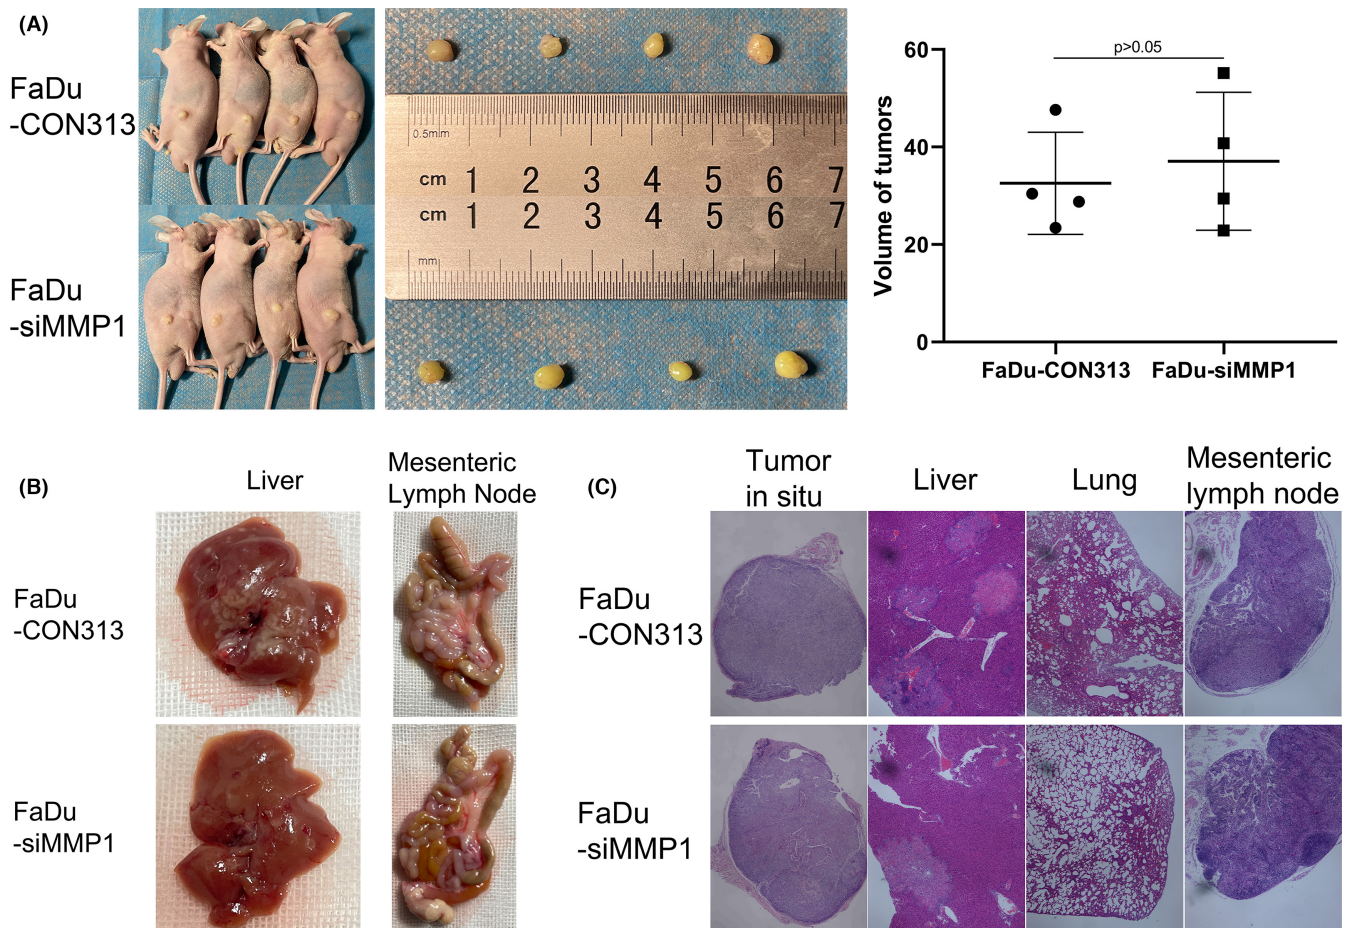 (A)
FaDu
-CON313
FaDu
-siMMP1
0.5mm
cm 1 2 3 4 5 6 7
cm 1 2 3 4 5 6 7
mm
p>0.05
60
40
20
0
Volume of tumors
FaDu-CON313 FaDu-siMMP1
(B)
Liver
Mesenteric
Lymph Node
FaDu
-CON313
FaDu
-siMMP1
(C)
Tumor
in situ
Liver
Lung
Mesenteric
lymph node
FaDu
-CON313
FaDu
-siMMP1